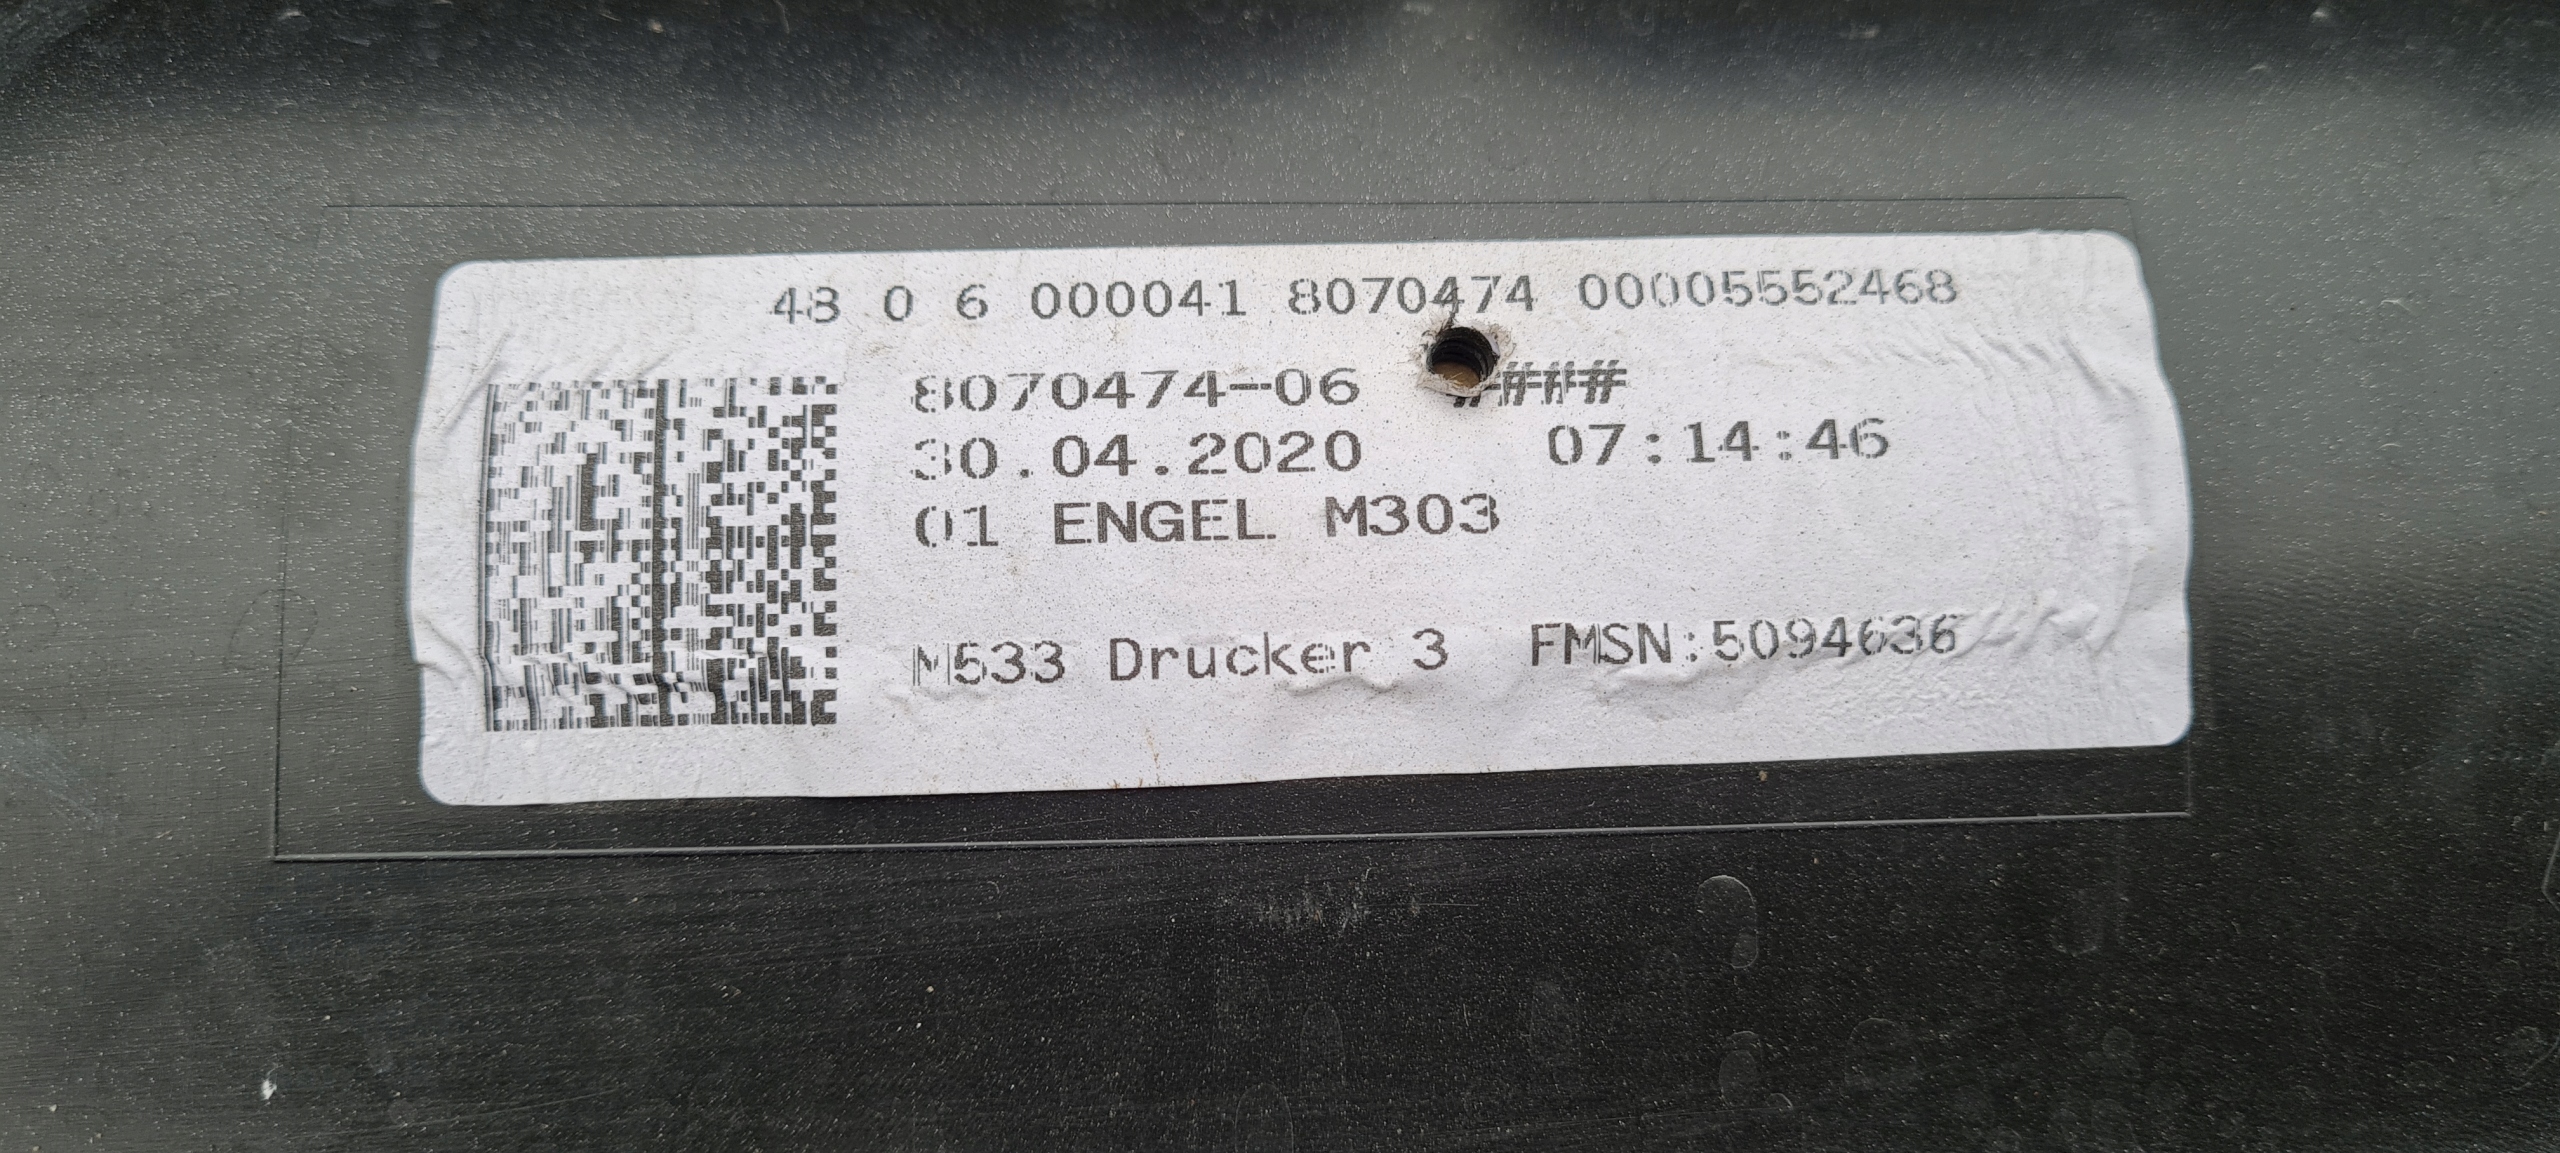 48 0 6 000041 8070474 00005552468
8070474-06 ####
30.04.2020 07:14:46
01 ENGEL M303
M533 Drucker 3 FMSN:5094636